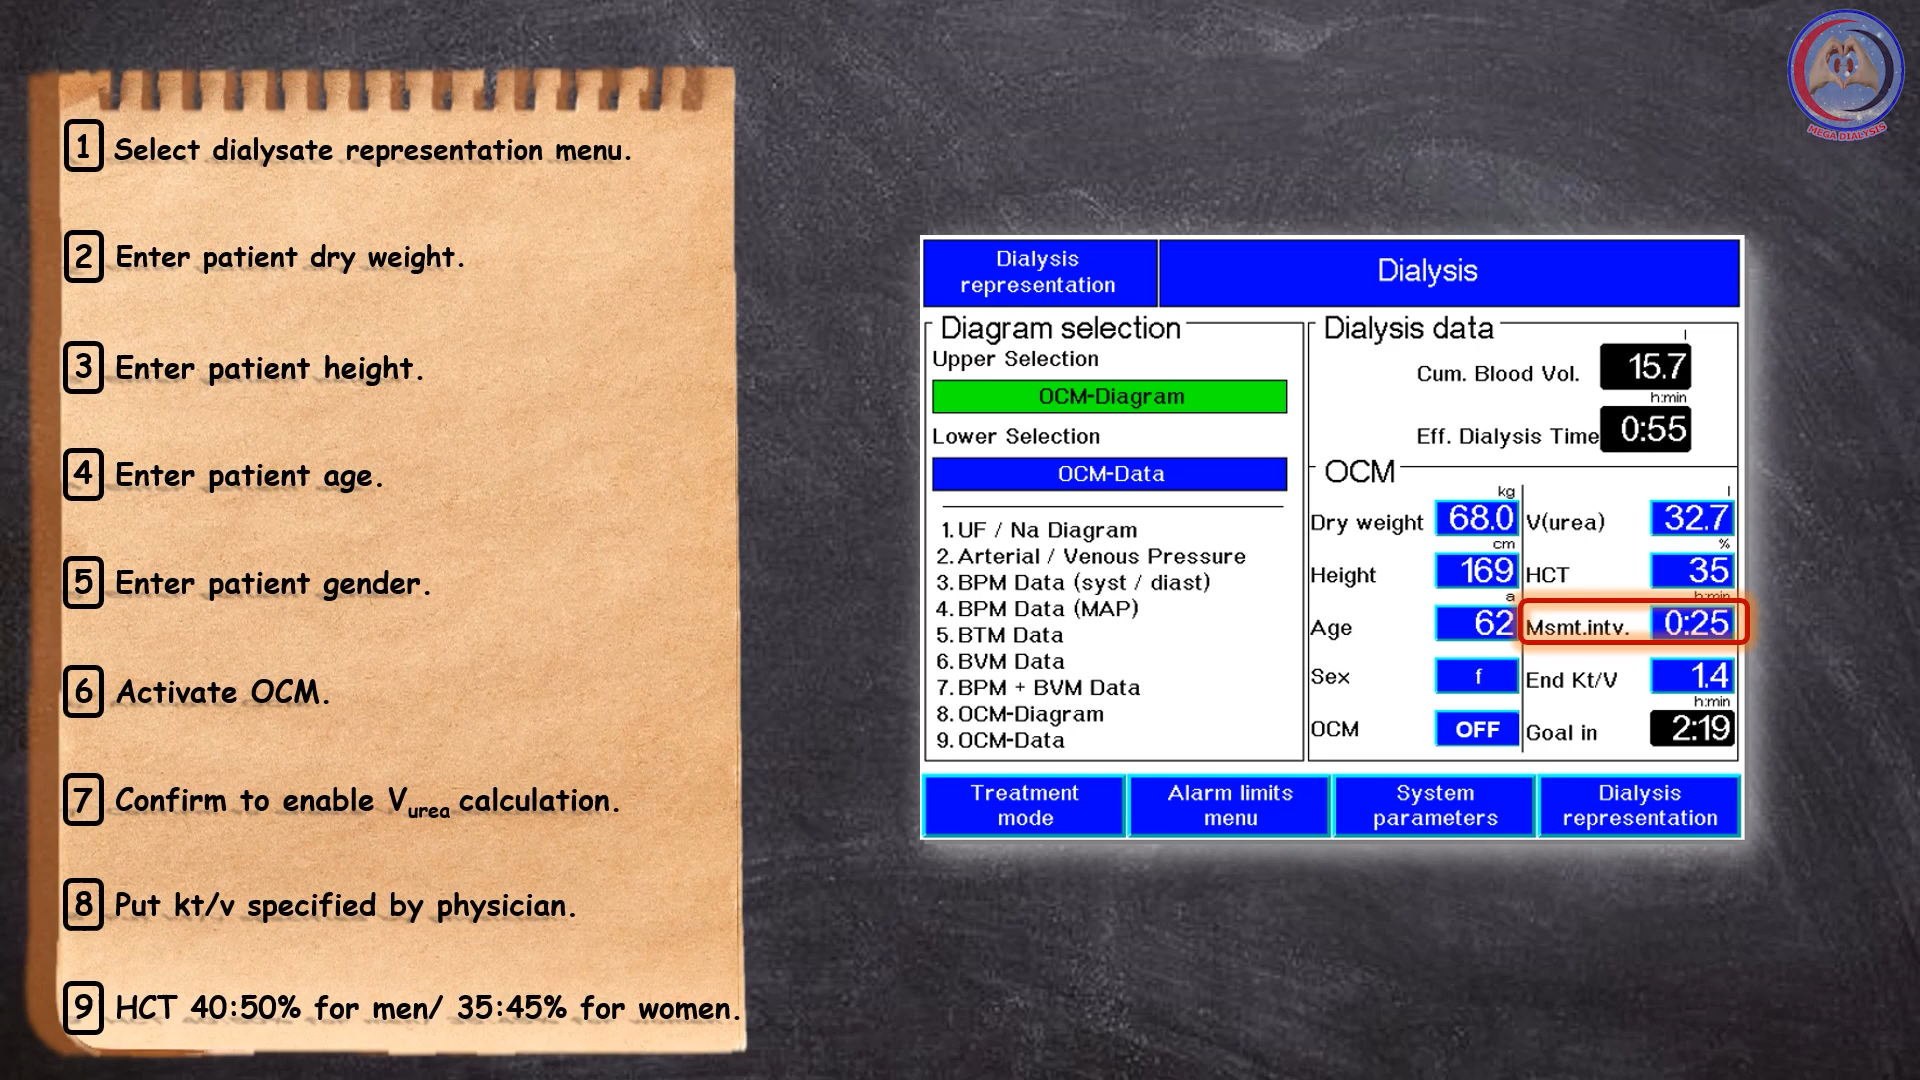 1 Select dialysate representation menu.
2 Enter patient dry weight.
3 Enter patient height.
4 Enter patient age.
5 Enter patient gender.
6 Activate OCM.
7 Confirm to enable Vurea calculation.
8 Put kt/v specified by physician.
9 HCT 40:50% for men/ 35:45% for women.
MEGA DIALYSIS
Dialysis
representation
Dialysis
Diagram selection
Upper Selection
OCM-Diagram
Lower Selection
OCM-Data
1. UF / Na Diagram
2. Arterial / Venous Pressure
3. BPM Data (syst / diast)
4. BPM Data (MAP)
5. BTM Data
6. BVM Data
7. BPM + BVM Data
8. OCM-Diagram
9. OCM-Data
Dialysis data
l
Cum. Blood Vol. 15.7
h:min
Eff. Dialysis Time 0:55
OCM
kg
Dry weight 68.0
cm
Height 169
a
Age 62
Sex f
OCM OFF
l
V(urea) 32.7
%
HCT 35
h:min
Msmt.intv. 0:25
End Kt/V 1.4
h:min
Goal in 2:19
Treatment
mode
Alarm limits
menu
System
parameters
Dialysis
representation